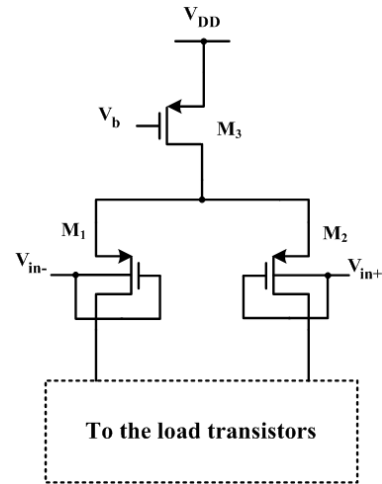 V_DD
V_b
M_3
M_1
M_2
V_in-
V_in+
To the load transistors